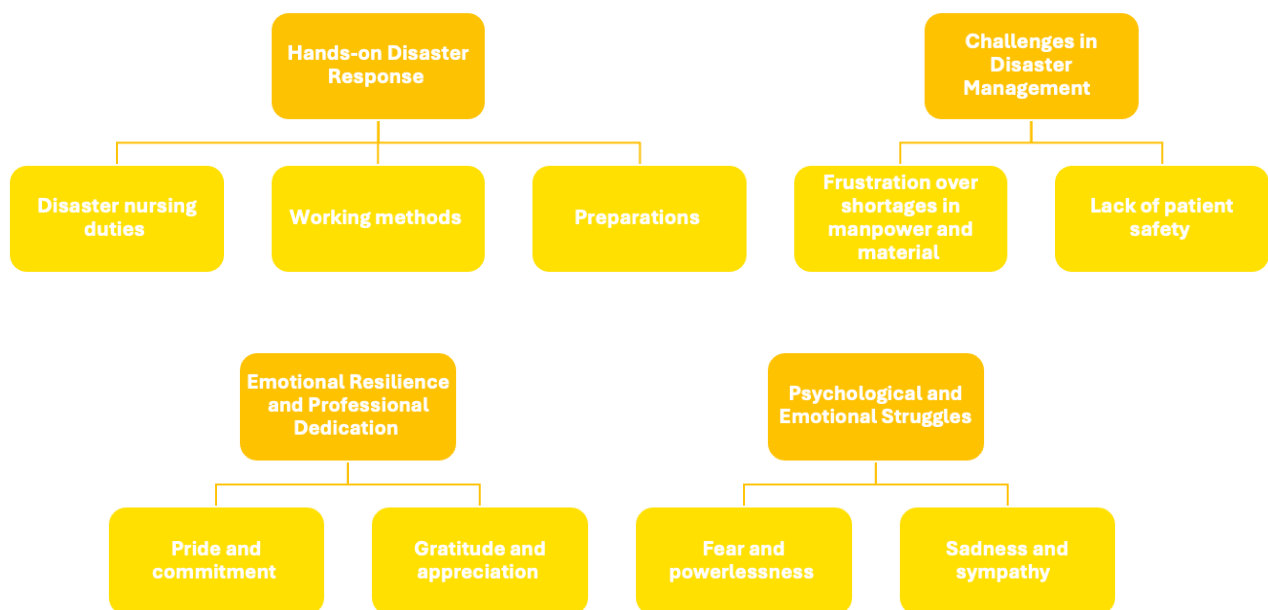 Hands-on Disaster
Response
Challenges in
Disaster
Management
Disaster nursing
duties
Working methods
Preparations
Frustration over
shortages in
manpower and
material
Lack of patient
safety
Emotional Resilience
and Professional
Dedication
Psychological and
Emotional Struggles
Pride and
commitment
Gratitude and
appreciation
Fear and
powerlessness
Sadness and
sympathy